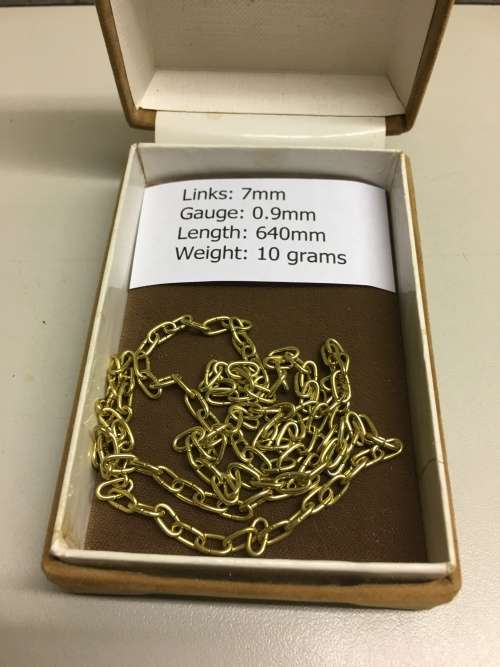 Links: 7mm
Gauge: 0.9mm
Length: 640mm
Weight: 10 grams